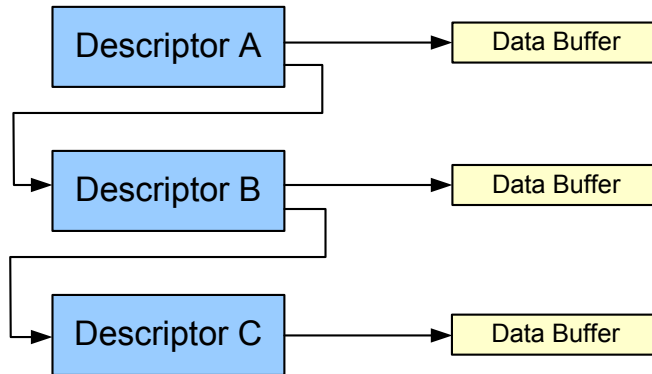 Descriptor A
Data Buffer
Descriptor B
Data Buffer
Descriptor C
Data Buffer